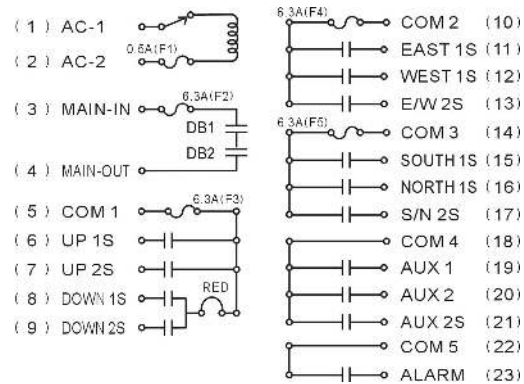 ( 1 ) AC-1
0.5A(F1)
( 2 ) AC-2
6.3A(F2)
( 3 ) MAIN-IN
DB1
DB2
( 4 ) MAIN-OUT
6.3A(F3)
( 5 ) COM 1
( 6 ) UP 1S
( 7 ) UP 2S
RED
( 8 ) DOWN 1S
( 9 ) DOWN 2S
6.3A(F4)
COM 2 (10)
EAST 1S (11)
WEST 1S (12)
E/W 2S (13)
6.3A(F5)
COM 3 (14)
SOUTH 1S (15)
NORTH 1S (16)
S/N 2S (17)
COM 4 (18)
AUX 1 (19)
AUX 2 (20)
AUX 2S (21)
COM 5 (22)
ALARM (23)